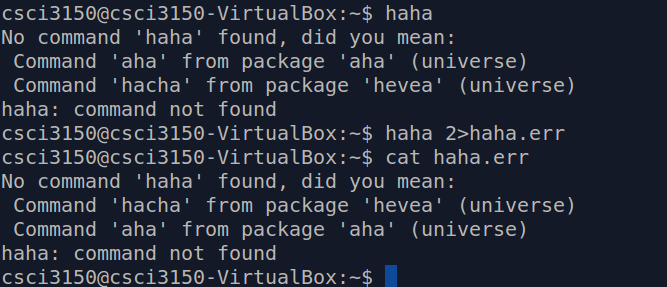 csci3150@csci3150-VirtualBox:~$ haha
No command 'haha' found, did you mean:
 Command 'aha' from package 'aha' (universe)
 Command 'hacha' from package 'hevea' (universe)
haha: command not found
csci3150@csci3150-VirtualBox:~$ haha 2>haha.err
csci3150@csci3150-VirtualBox:~$ cat haha.err
No command 'haha' found, did you mean:
 Command 'hacha' from package 'hevea' (universe)
 Command 'aha' from package 'aha' (universe)
haha: command not found
csci3150@csci3150-VirtualBox:~$